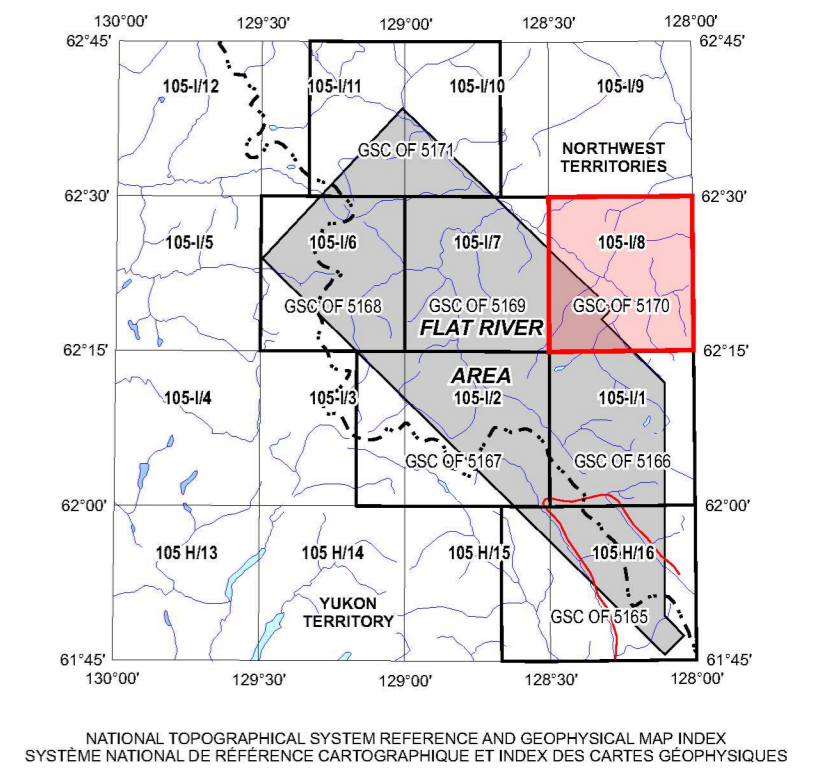 130°00' 129°30' 129°00' 128°30' 128°00'
62°45' 62°45'
105-I/12 105-I/11 105-I/10 105-I/9
GSC OF 5171
NORTHWEST
TERRITORIES
62°30' 62°30'
105-I/5 105-I/6 105-I/7 105-I/8
GSC OF 5168 GSC OF 5169 GSC OF 5170
FLAT RIVER
62°15' 62°15'
AREA
105-I/4 105-I/3 105-I/2 105-I/1
GSC OF 5167 GSC OF 5166
62°00' 62°00'
105 H/13 105 H/14 105 H/15 105 H/16
YUKON
TERRITORY
GSC OF 5165
61°45' 61°45'
130°00' 129°30' 129°00' 128°30' 128°00'
NATIONAL TOPOGRAPHICAL SYSTEM REFERENCE AND GEOPHYSICAL MAP INDEX
SYSTÈME NATIONAL DE RÉFÉRENCE CARTOGRAPHIQUE ET INDEX DES CARTES GÉOPHYSIQUES